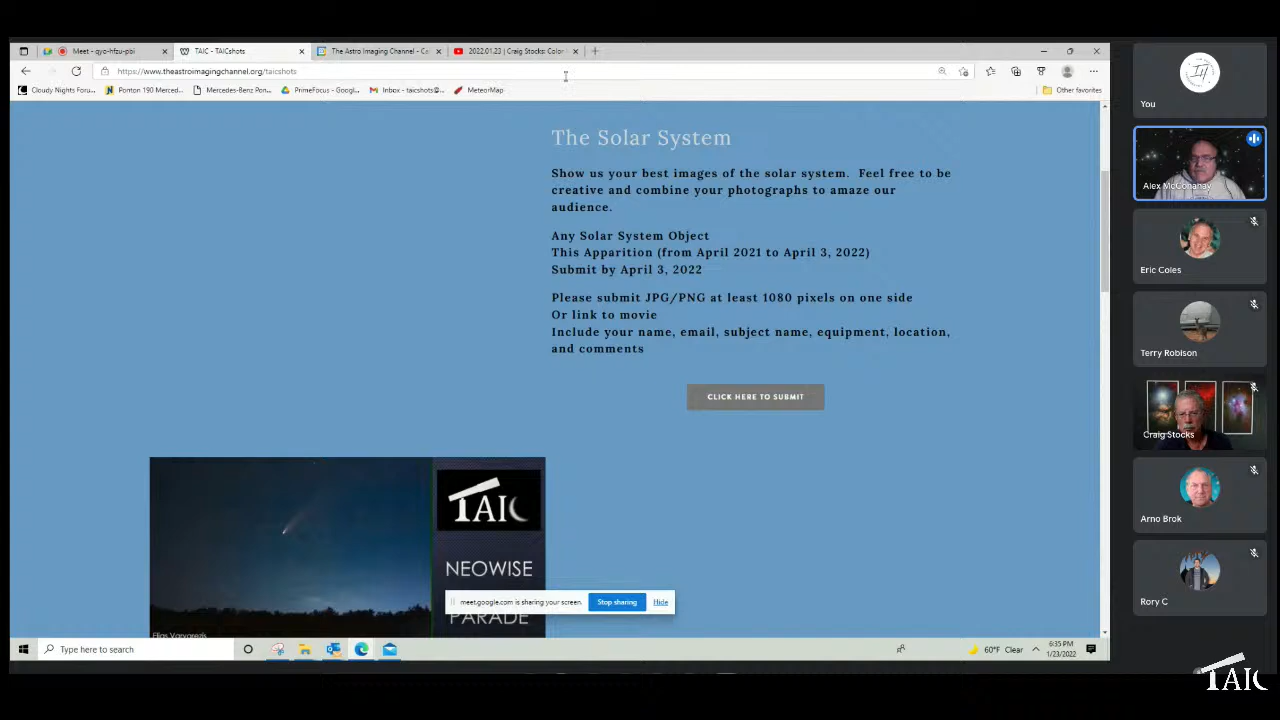 Meet - qyo-hfzu-pbi
TAIC - TAICshots
The Astro Imaging Channel - C
2022.01.23 | Craig Stocks: Color
https://www.theastroimagingchannel.org/taicshots
Cloudy Nights Foru...
Ponton 190 Merced...
Mercedes-Benz Pon...
PrimeFocus - Googl...
Inbox - taicshots@...
MeteorMap
Other favorites
The Solar System
Show us your best images of the solar system. Feel free to be
creative and combine your photographs to amaze our
audience.
Any Solar System Object
This Apparition (from April 2021 to April 3, 2022)
Submit by April 3, 2022
Please submit JPG/PNG at least 1080 pixels on one side
Or link to movie
Include your name, email, subject name, equipment, location,
and comments
CLICK HERE TO SUBMIT
TAIC
NEOWISE
PARADE
meet.google.com is sharing your screen
Stop sharing
Hide
Type here to search
60°F Clear
6:35 PM
1/23/2022
You
Alex McConahay
Eric Coles
Terry Robison
Craig Stocks
Arno Brok
Rory C
TAIC